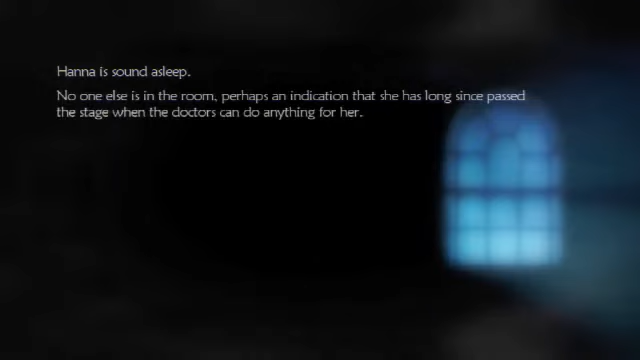 Hanna is sound asleep.
No one else is in the room, perhaps an indication that she has long since passed
the stage when the doctors can do anything for her.